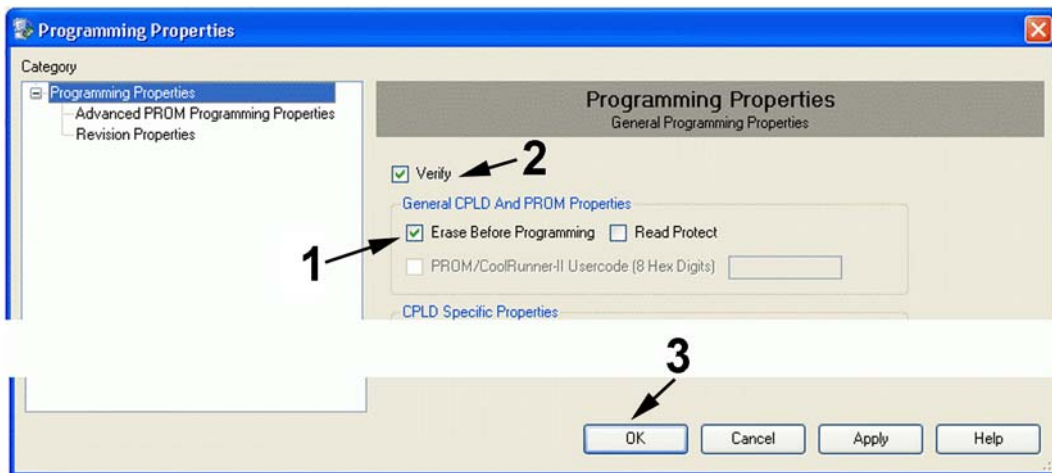 Programming Properties
Category
Programming Properties
Advanced PROM Programming Properties
Revision Properties
Programming Properties
General Programming Properties
Verify
2
General CPLD And PROM Properties
1
Erase Before Programming Read Protect
PROM/CoolRunner-II Usercode (8 Hex Digits)
CPLD Specific Properties
3
OK Cancel Apply Help